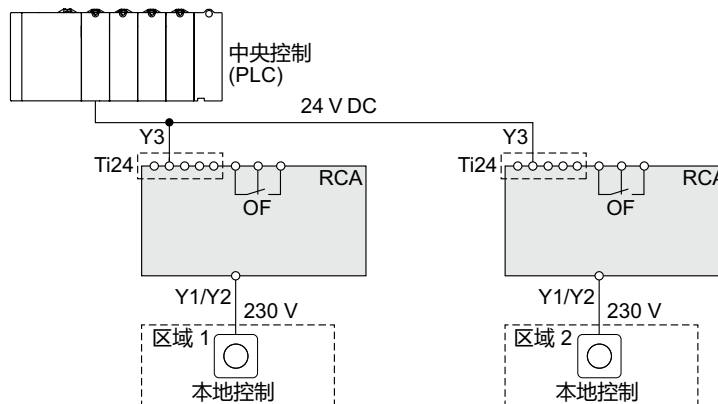 中央控制
(PLC)
24 V DC
Y3
Y3
Ti24
RCA
Ti24
RCA
OF
OF
Y1/Y2
230 V
Y1/Y2
230 V
区域 1
区域 2
本地控制
本地控制